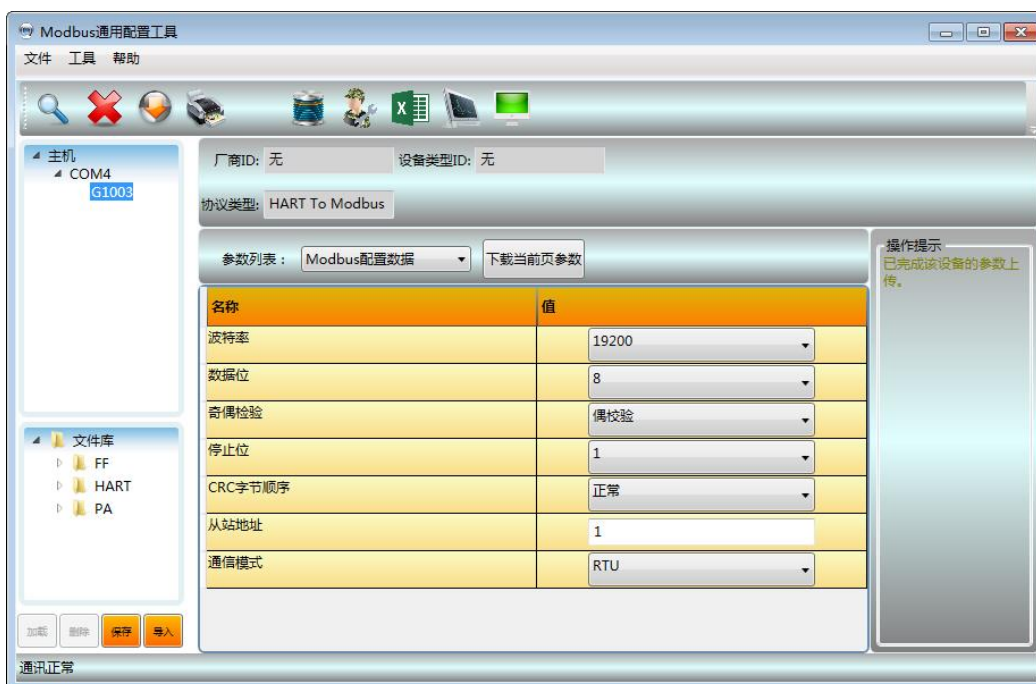 Modbus通用配置工具
文件 工具 帮助
主机
COM4
G1003
厂商ID: 无 设备类型ID: 无
协议类型: HART To Modbus
参数列表： Modbus配置数据 下载当前页参数
名称 值
波特率 19200
数据位 8
奇偶检验 偶校验
停止位 1
CRC字节顺序 正常
从站地址 1
通信模式 RTU
操作提示
已完成该设备的参数上
传。
文件库
FF
HART
PA
加载 删除 保存 导入
通讯正常